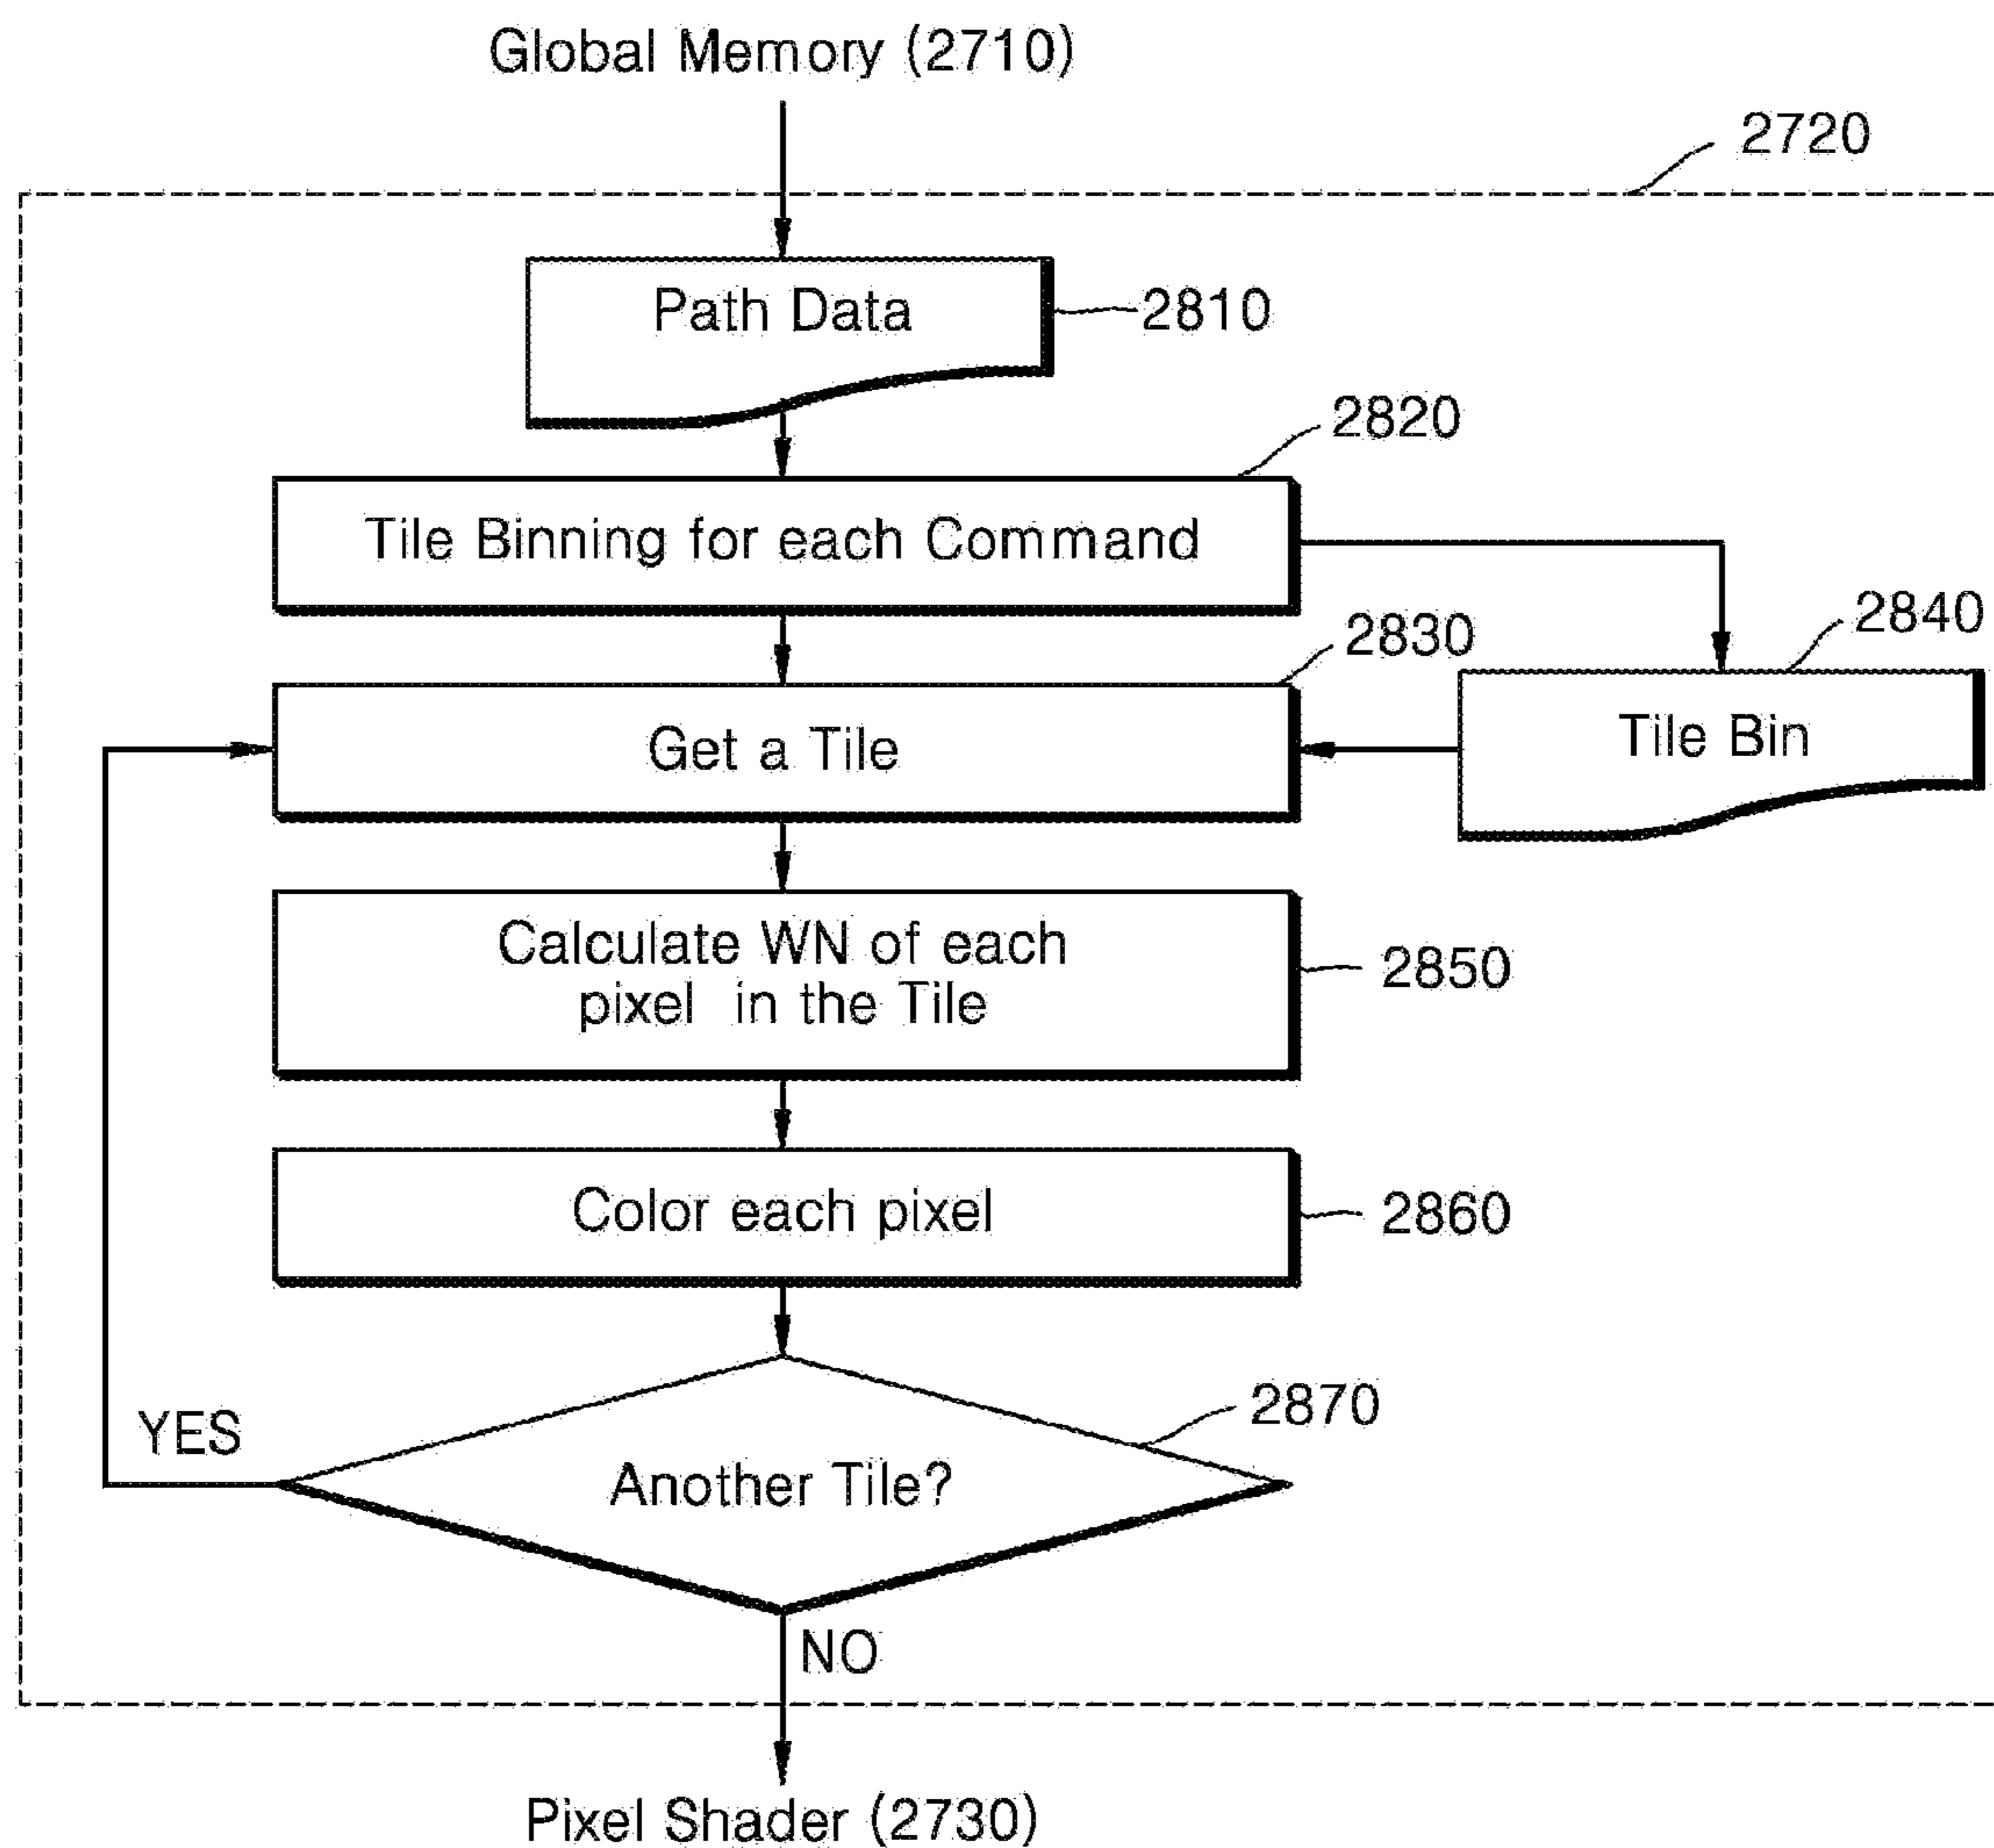 Global Memory (2710)
2720
Path Data
2810
2820
Tile Binning for each Command
2830
2840
Get a Tile
Tile Bin
Calculate WN of each
pixel in the Tile
2850
Color each pixel
2860
2870
YES
Another Tile?
NO
Pixel Shader (2730)